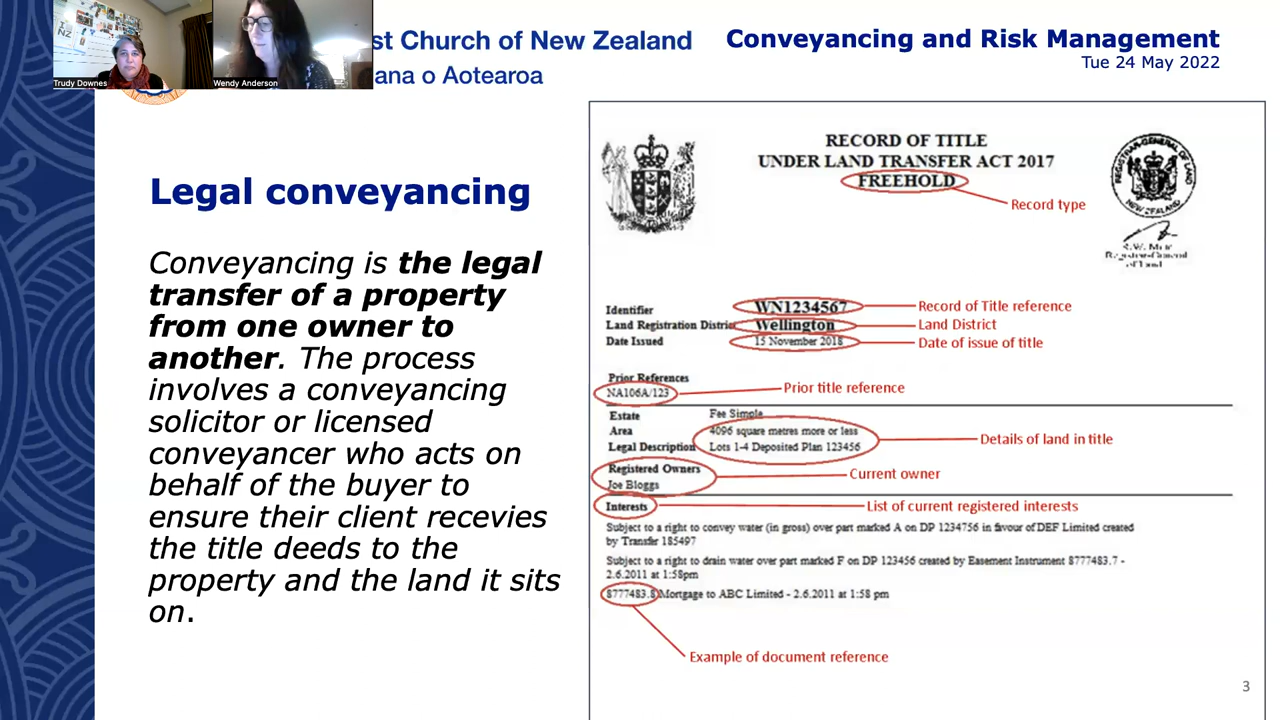 Trudy Downes
Wendy Anderson
st Church of New Zealand
ana o Aotearoa
Conveyancing and Risk Management
Tue 24 May 2022
Legal conveyancing
Conveyancing is the legal
transfer of a property
from one owner to
another. The process
involves a conveyancing
solicitor or licensed
conveyancer who acts on
behalf of the buyer to
ensure their client recevies
the title deeds to the
property and the land it sits
on.
RECORD OF TITLE
UNDER LAND TRANSFER ACT 2017
FREEHOLD
Record type
REGISTRAR-GENERAL OF LAND
NEW ZEALAND
Registrar-General
of Land
Identifier WN1234567 Record of Title reference
Land Registration District Wellington Land District
Date Issued 15 November 2018 Date of issue of title
Prior References
NA106A/123 Prior title reference
Estate Fee Simple
Area 4096 square metres more or less
Legal Description Lots 1-4 Deposited Plan 123456
Details of land in title
Registered Owners
Joe Bloggs
Current owner
Interests List of current registered interests
Subject to a right to convey water (in gross) over part marked A on DP 1234756 in favour of DEF Limited created
by Transfer 185497
Subject to a right to drain water over part marked F on DP 123456 created by Easement Instrument 8777483.7 -
2.6.2011 at 1:58pm
8777483.8 Mortgage to ABC Limited - 2.6.2011 at 1:58 pm
Example of document reference
3